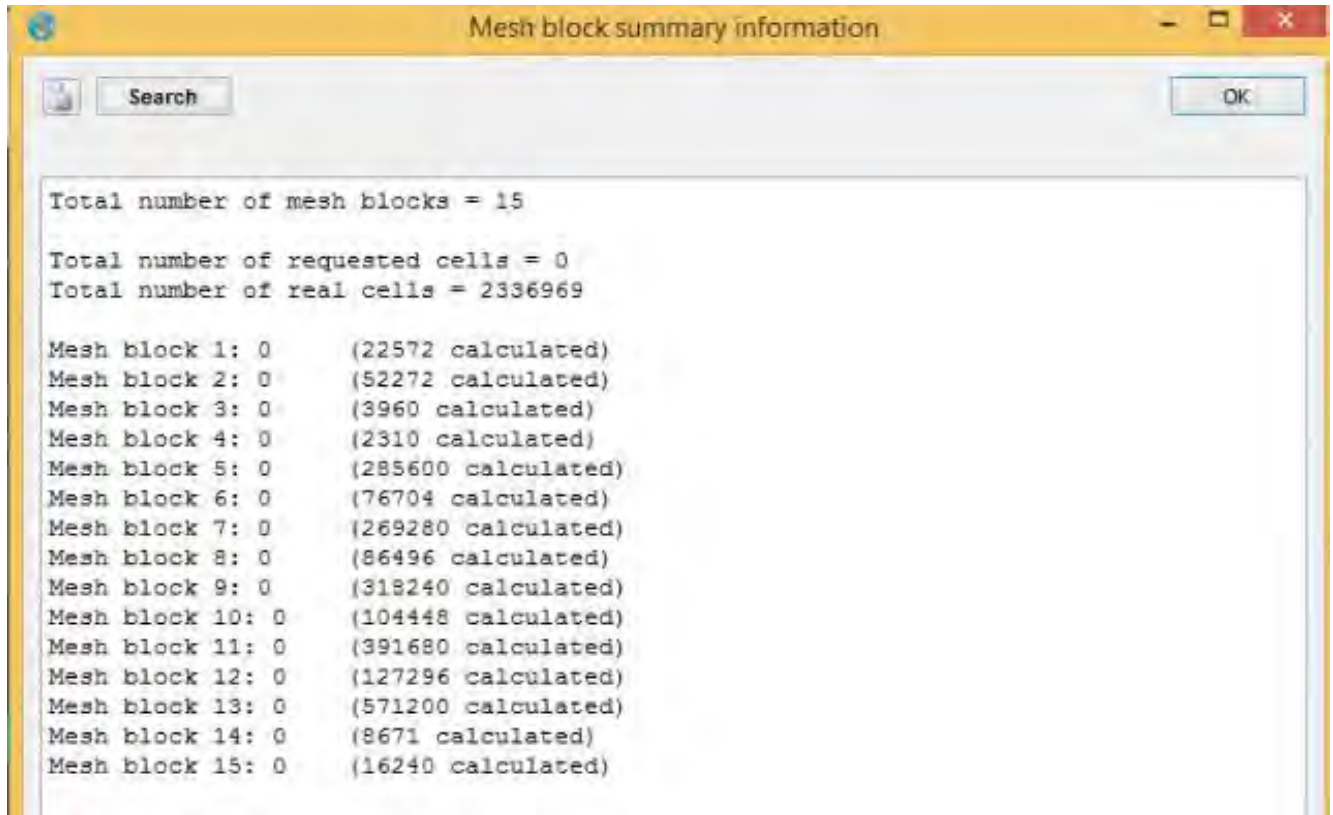 Mesh block summary information
Search
OK
Total number of mesh blocks = 15
Total number of requested cells = 0
Total number of real cells = 2336969
Mesh block 1: 0 (22572 calculated)
Mesh block 2: 0 (52272 calculated)
Mesh block 3: 0 (3960 calculated)
Mesh block 4: 0 (2310 calculated)
Mesh block 5: 0 (285600 calculated)
Mesh block 6: 0 (76704 calculated)
Mesh block 7: 0 (269280 calculated)
Mesh block 8: 0 (86496 calculated)
Mesh block 9: 0 (318240 calculated)
Mesh block 10: 0 (104448 calculated)
Mesh block 11: 0 (391680 calculated)
Mesh block 12: 0 (127296 calculated)
Mesh block 13: 0 (571200 calculated)
Mesh block 14: 0 (8671 calculated)
Mesh block 15: 0 (16240 calculated)